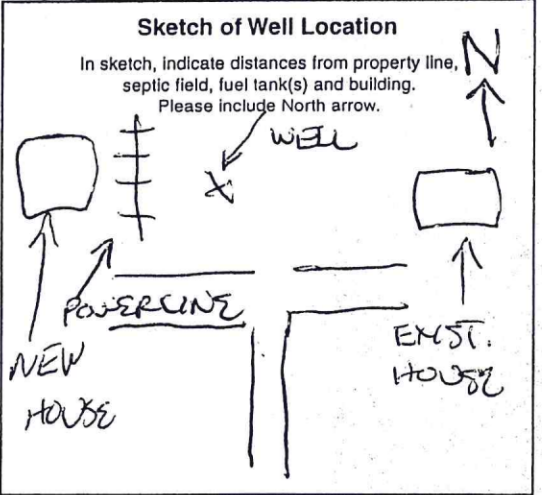 Sketch of Well Location
In sketch, indicate distances from property line,
septic field, fuel tank(s) and building.
Please include North arrow.
N
WELL
POWERLINE
NEW
HOUSE
EXIST.
HOUSE